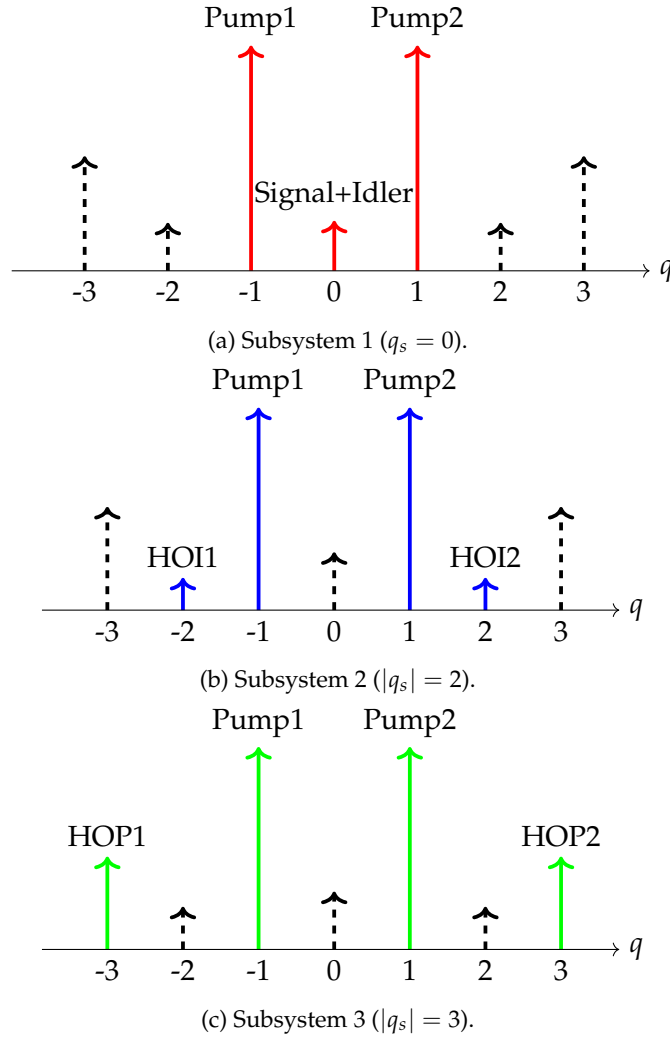 Pump1 Pump2
Signal+Idler
-3 -2 -1 0 1 2 3 q
(a) Subsystem 1 (q_s = 0).
Pump1 Pump2
HOI1 HOI2
-3 -2 -1 0 1 2 3 q
(b) Subsystem 2 (|q_s| = 2).
Pump1 Pump2
HOP1 HOP2
-3 -2 -1 0 1 2 3 q
(c) Subsystem 3 (|q_s| = 3).